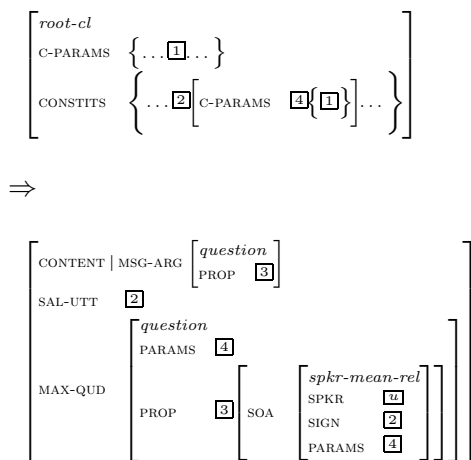 root-cl
C-PARAMS { ... 1 ... }
CONSTITS { ... 2 [ C-PARAMS 4 { 1 } ] ... }
⇒
CONTENT | MSG-ARG [ question
PROP 3 ]
SAL-UTT 2
question
PARAMS 4
MAX-QUD
PROP 3 [ SOA
spkr-mean-rel
SPKR u
SIGN 2
PARAMS 4